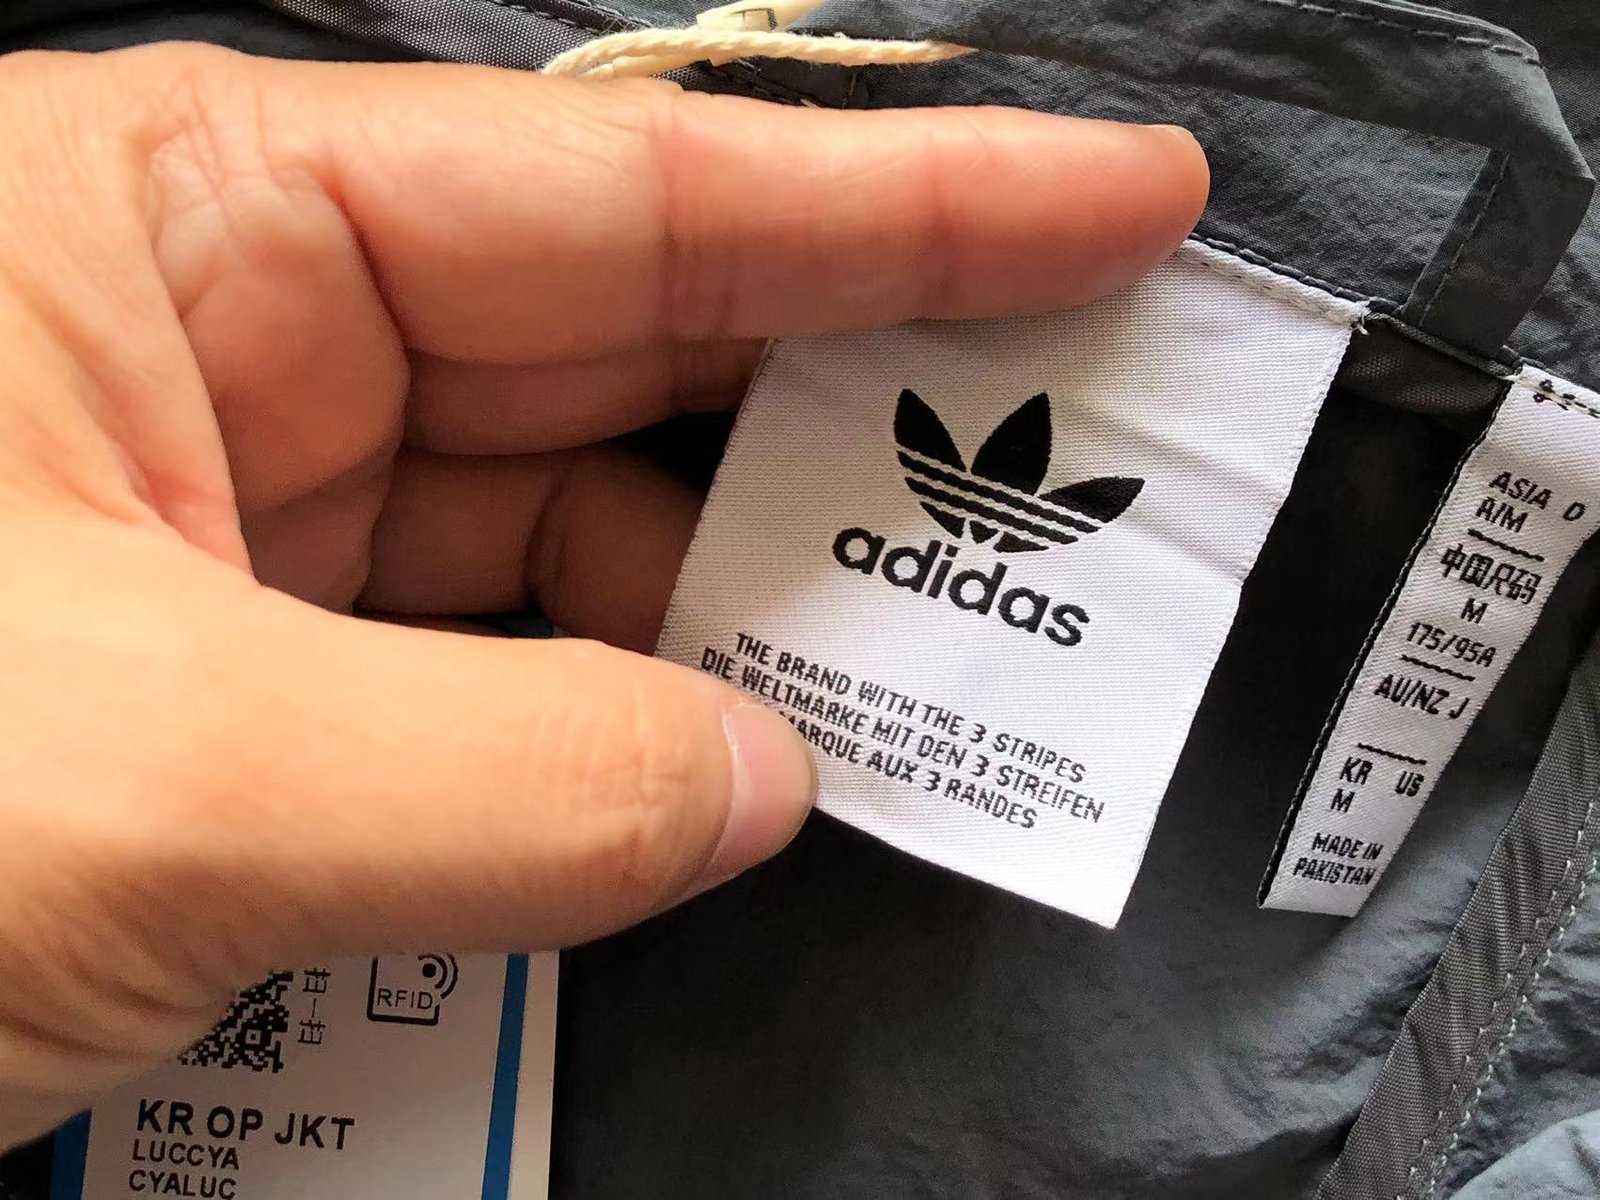 adidas
THE BRAND WITH THE 3 STRIPES
DIE WELTMARKE MIT DEN 3 STREIFEN
MARQUE AUX 3 BANDES
ASIA D
A/M
中国尺码
M
175/95A
AU/NZ J
KR US
M
MADE IN
PAKISTAN
RFID
KR OP JKT
LUCCYA
CYALUC